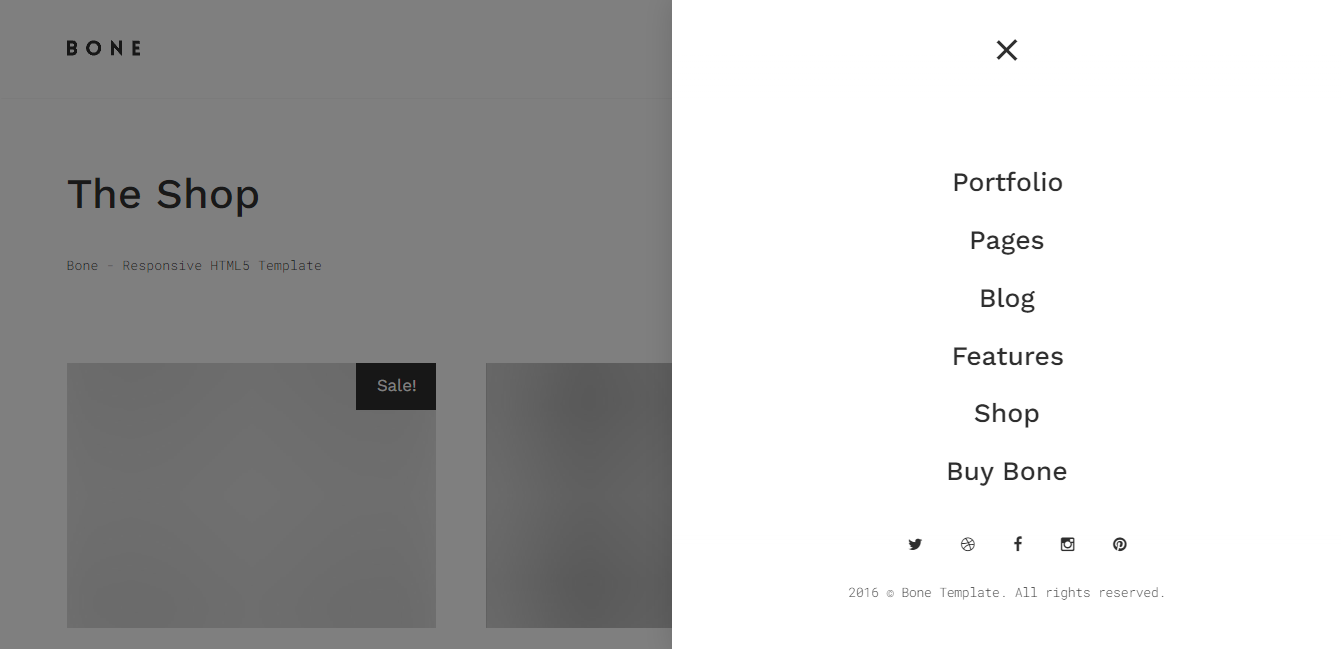 BONE
The Shop
Bone - Responsive HTML5 Template
Sale!
Portfolio
Pages
Blog
Features
Shop
Buy Bone
2016 © Bone Template. All rights reserved.